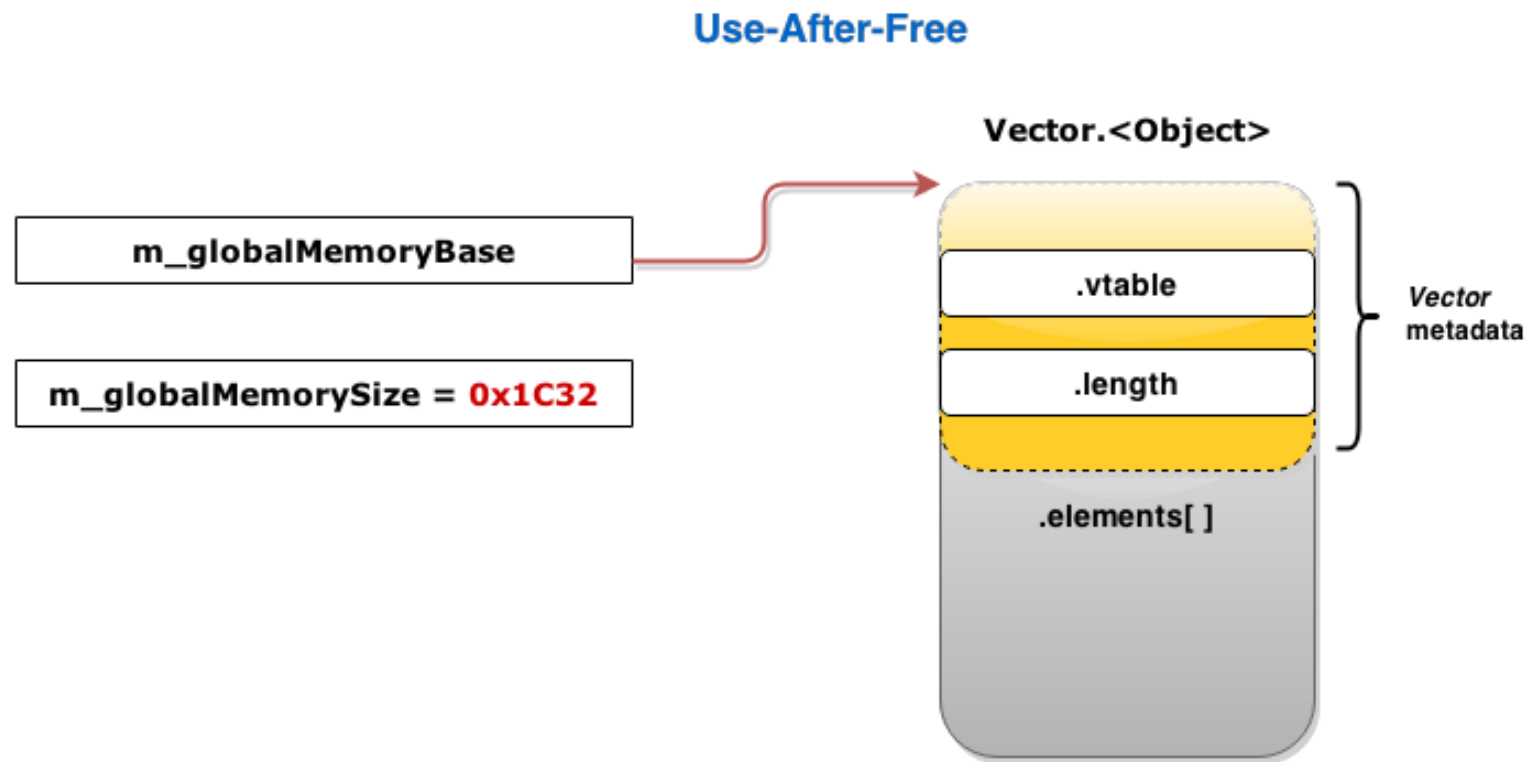 Use-After-Free
Vector.<Object>
m_globalMemoryBase
.vtable
Vector
metadata
m_globalMemorySize = 0x1C32
.length
.elements[ ]